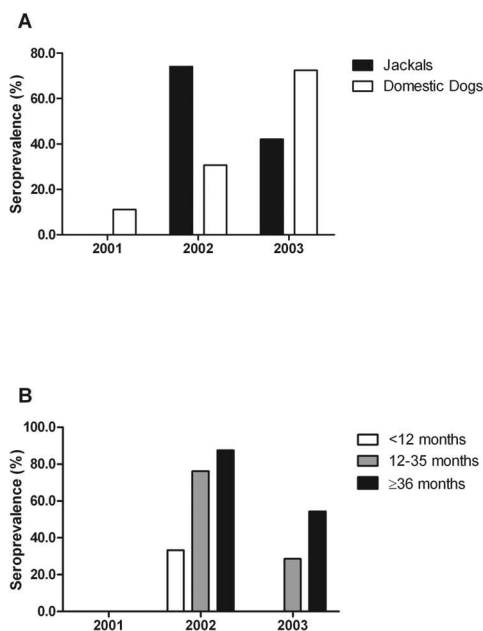 A
80.0
60.0
40.0
20.0
0.0
Seroprevalence (%)
2001 2002 2003
Jackals
Domestic Dogs
B
100.0
80.0
60.0
40.0
20.0
0.0
Seroprevalence (%)
2001 2002 2003
<12 months
12-35 months
≥36 months